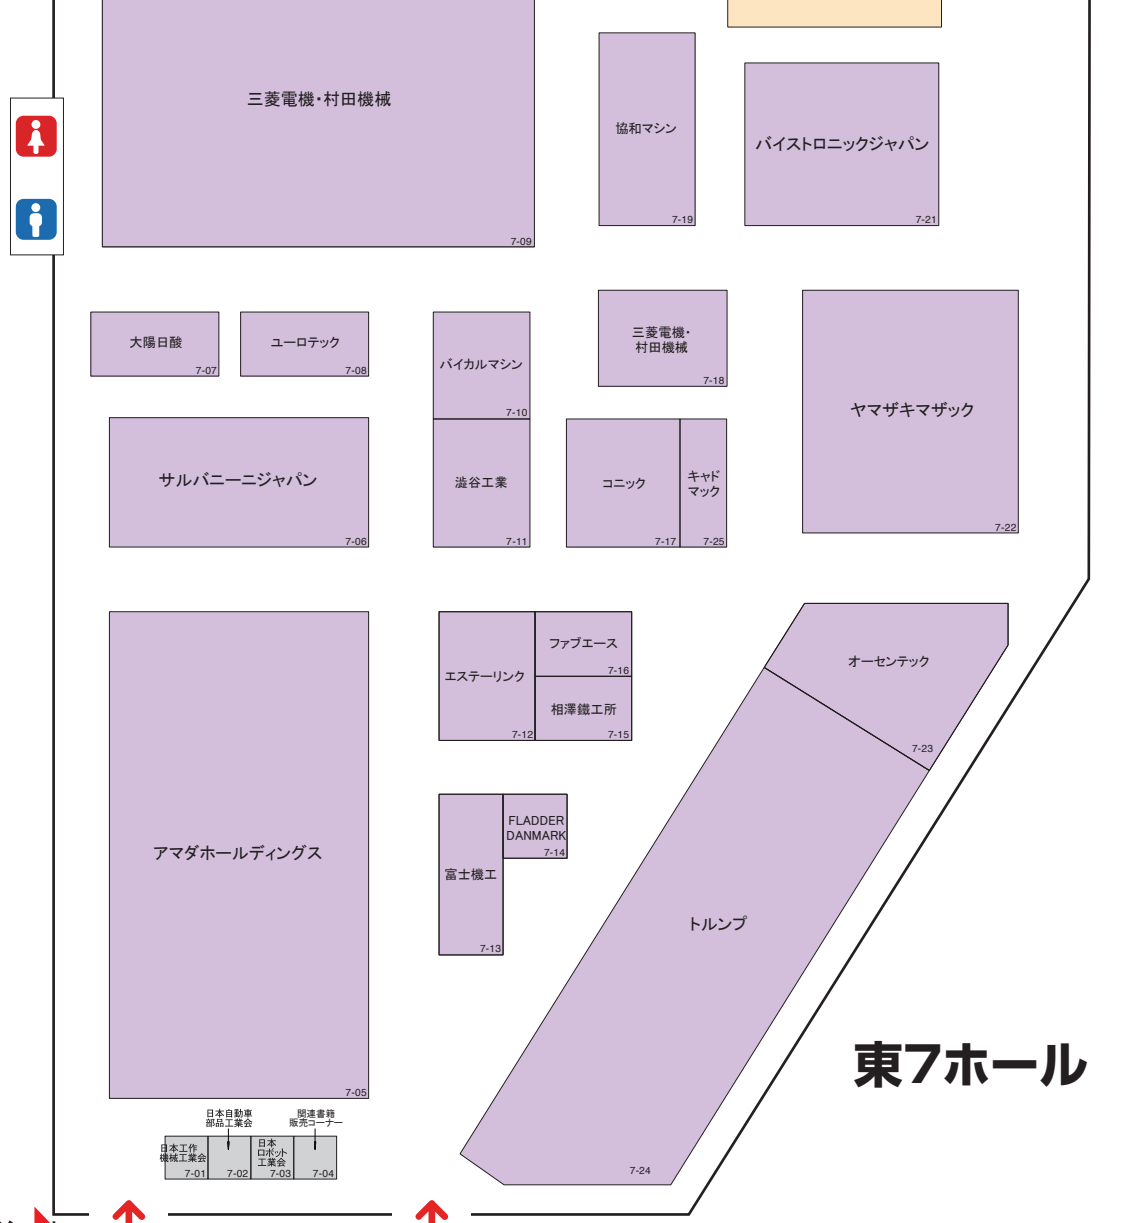 三菱電機・村田機械
7-09
協和マシン
7-19
バイストロニックジャパン
7-21
大陽日酸
7-07
ユーロテック
7-08
バイカルマシン
7-10
三菱電機・
村田機械
7-18
ヤマザキマザック
7-22
サルバニーニジャパン
7-06
澁谷工業
7-11
コニック
7-17
キャド
マック
7-25
アマダホールディングス
7-05
エステーリンク
7-12
ファブエース
7-16
相澤鐵工所
7-15
オーセンテック
7-23
富士機工
7-13
FLADDER
DANMARK
7-14
トルンプ
7-24
東7ホール
日本工作
機械工業会
7-01
日本自動車
部品工業会
7-02
日本
ロボット
工業会
7-03
関連書籍
販売コーナー
7-04